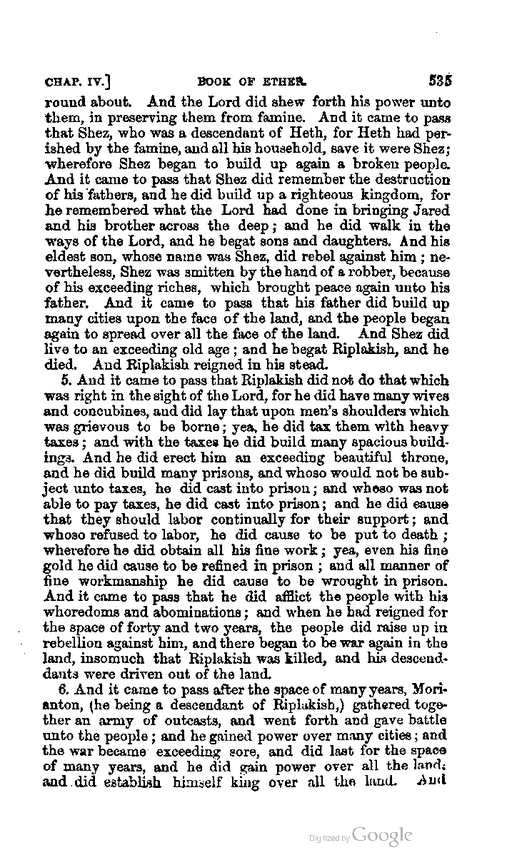 CHAP. IV.] BOOK OF ETHER. 535
round about. And the Lord did shew forth his power unto
them, in preserving them from famine. And it came to pass
that Shez, who was a descendant of Heth, for Heth had per-
ished by the famine, and all his household, save it were Shez;
wherefore Shez began to build up again a broken people.
And it came to pass that Shez did remember the destruction
of his fathers, and he did build up a righteous kingdom, for
he remembered what the Lord had done in bringing Jared
and his brother across the deep; and he did walk in the
ways of the Lord, and he begat sons and daughters. And his
eldest son, whose name was Shez, did rebel against him; ne-
vertheless, Shez was smitten by the hand of a robber, because
of his exceeding riches, which brought peace again unto his
father. And it came to pass that his father did build up
many cities upon the face of the land, and the people began
again to spread over all the face of the land. And Shez did
live to an exceeding old age; and he begat Riplakish, and he
died. And Riplakish reigned in his stead.
5. And it came to pass that Riplakish did not do that which
was right in the sight of the Lord, for he did have many wives
and concubines, and did lay that upon men's shoulders which
was grievous to be borne; yea, he did tax them with heavy
taxes; and with the taxes he did build many spacious build-
ings. And he did erect him an exceeding beautiful throne,
and he did build many prisons, and whoso would not be sub-
ject unto taxes, he did cast into prison; and whoso was not
able to pay taxes, he did cast into prison; and he did cause
that they should labor continually for their support; and
whoso refused to labor, he did cause to be put to death;
wherefore he did obtain all his fine work; yea, even his fine
gold he did cause to be refined in prison; and all manner of
fine workmanship he did cause to be wrought in prison.
And it came to pass that he did afflict the people with his
whoredoms and abominations; and when he had reigned for
the space of forty and two years, the people did raise up in
rebellion against him, and there began to be war again in the
land, insomuch that Riplakish was killed, and his descend-
dants were driven out of the land.
6. And it came to pass after the space of many years, Mori-
anton, (he being a descendant of Riplakish,) gathered toge-
ther an army of outcasts, and went forth and gave battle
unto the people; and he gained power over many cities; and
the war became exceeding sore, and did last for the space
of many years, and he did gain power over all the land;
and did establish himself king over all the land. And
Digitized by Google